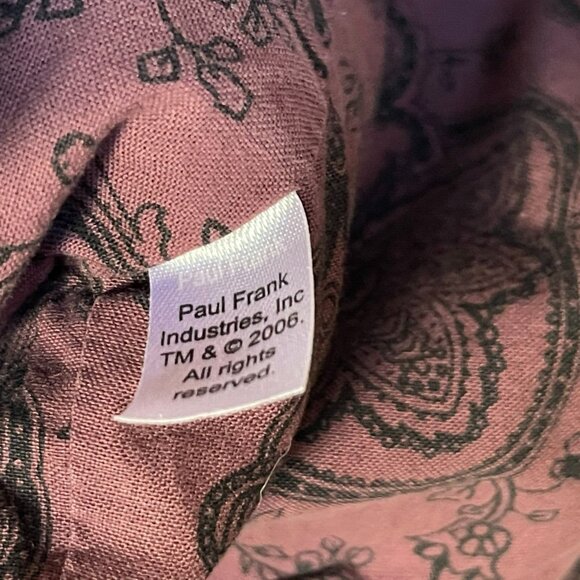 Paul Frank
Industries, Inc
TM & © 2006.
All rights
reserved.